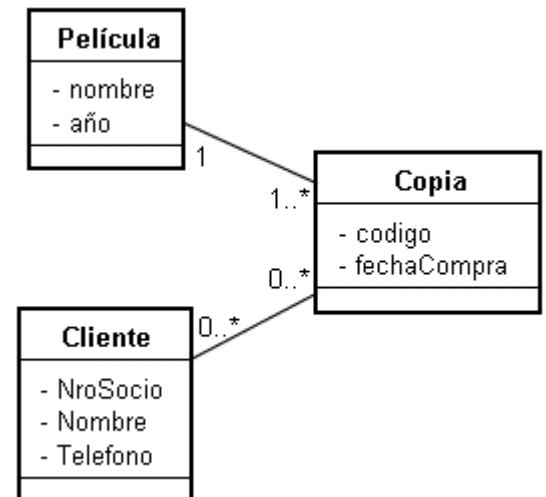 Película
- nombre
- año
1
1..*
Copia
- codigo
- fechaCompra
0..*
0..*
Cliente
- NroSocio
- Nombre
- Telefono